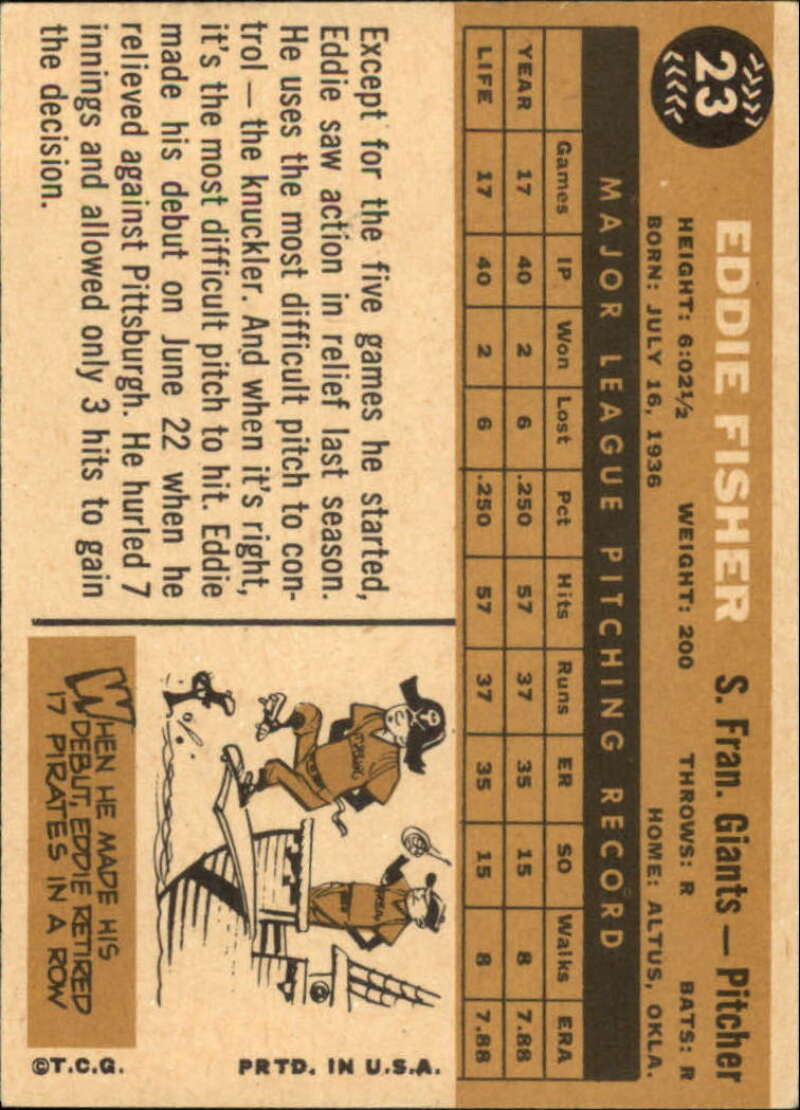 23
EDDIE FISHER S. Fran. Giants — Pitcher
HEIGHT: 6:02½ WEIGHT: 200 THROWS: R BATS: R
BORN: JULY 16, 1936 HOME: ALTUS, OKLA.
MAJOR LEAGUE PITCHING RECORD
Games IP Won Lost Pct Hits Runs ER SO Walks ERA
YEAR 17 40 2 6 .250 57 37 35 15 8 7.88
LIFE 17 40 2 6 .250 57 37 35 15 8 7.88
Except for the five games he started,
Eddie saw action in relief last season.
He uses the most difficult pitch to con-
trol — the knuckler. And when it's right,
it's the most difficult pitch to hit. Eddie
made his debut on June 22 when he
relieved against Pittsburgh. He hurled 7
innings and allowed only 3 hits to gain
the decision.
WHEN HE MADE HIS
DEBUT, EDDIE RETIRED
17 PIRATES IN A ROW
PRTD. IN U.S.A.
©T.C.G.